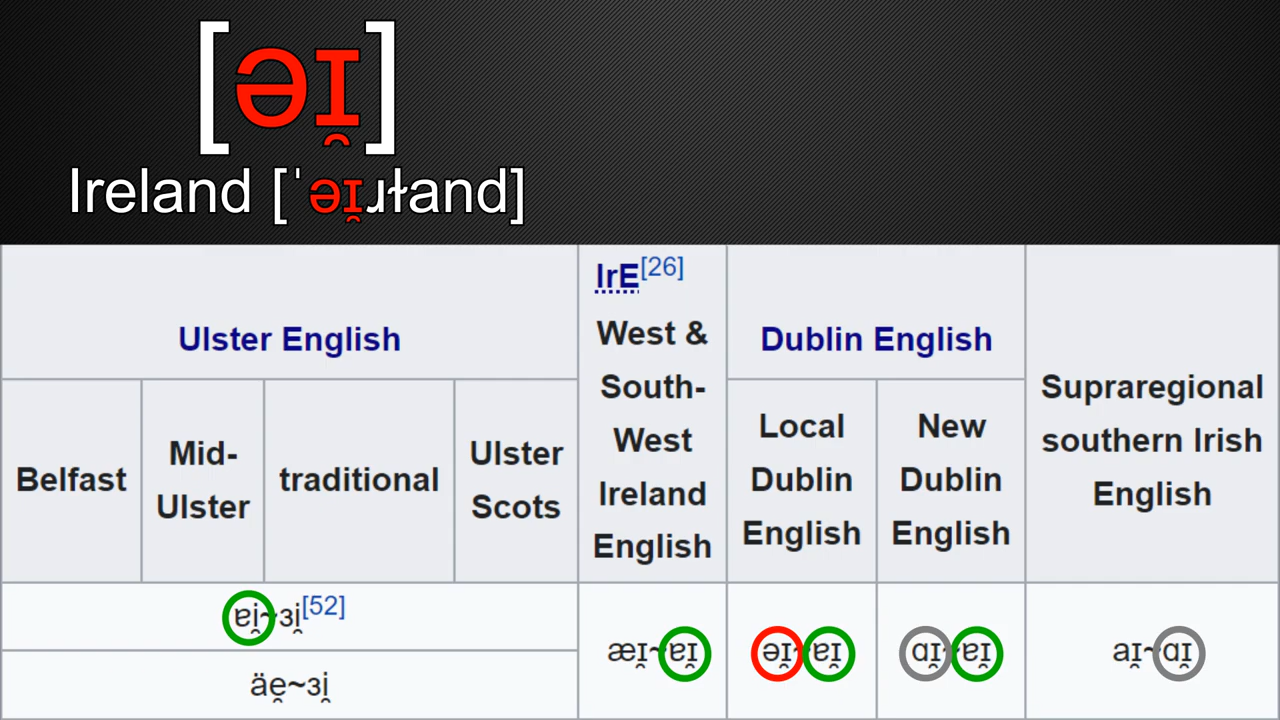 [əɪ̯]
Ireland [ˈəɪ̯ɹɫand]
Ulster English
IrE[26]
West &
South-
West
Ireland
English
Dublin English
Supraregional
southern Irish
English
Belfast
Mid-
Ulster
traditional
Ulster
Scots
Local
Dublin
English
New
Dublin
English
ɐi̯~ɜi̯[52]
äe̯~ɜi̯
æɪ̯~ɐɪ̯
əɪ̯~ɐɪ̯
ɑɪ̯~ɐɪ̯
aɪ̯~ɑɪ̯